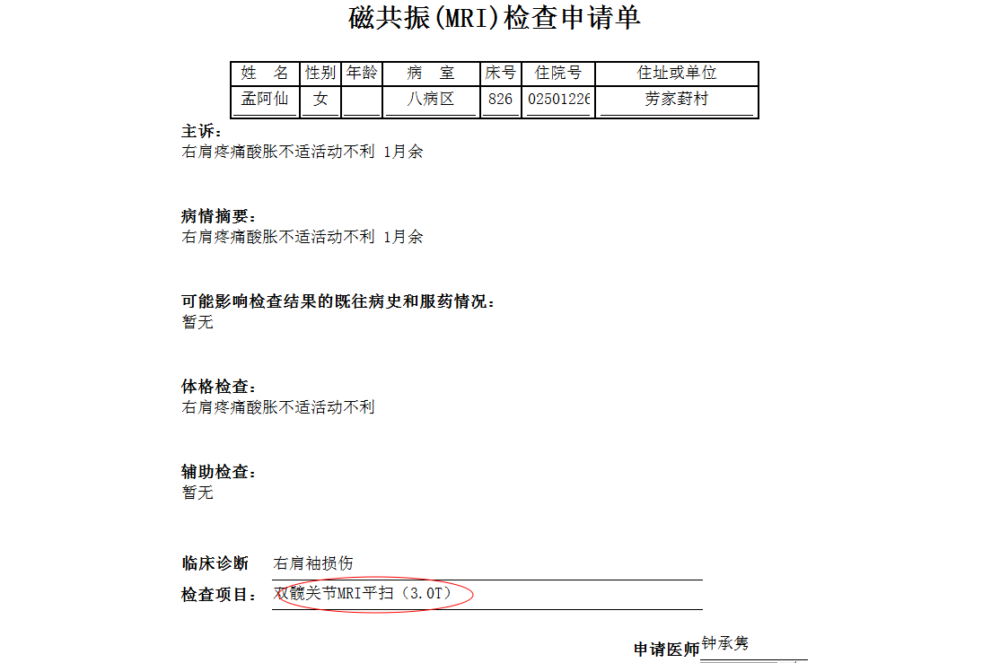 磁共振(MRI)检查申请单
姓 名 性别 年龄 病 室 床号 住院号 住址或单位
孟阿仙 女 八病区 826 02501226 劳家葑村
主诉：
右肩疼痛酸胀不适活动不利 1月余
病情摘要：
右肩疼痛酸胀不适活动不利 1月余
可能影响检查结果的既往病史和服药情况：
暂无
体格检查：
右肩疼痛酸胀不适活动不利
辅助检查：
暂无
临床诊断 右肩袖损伤
检查项目： 双髋关节MRI平扫（3.0T）
申请医师 钟承隽